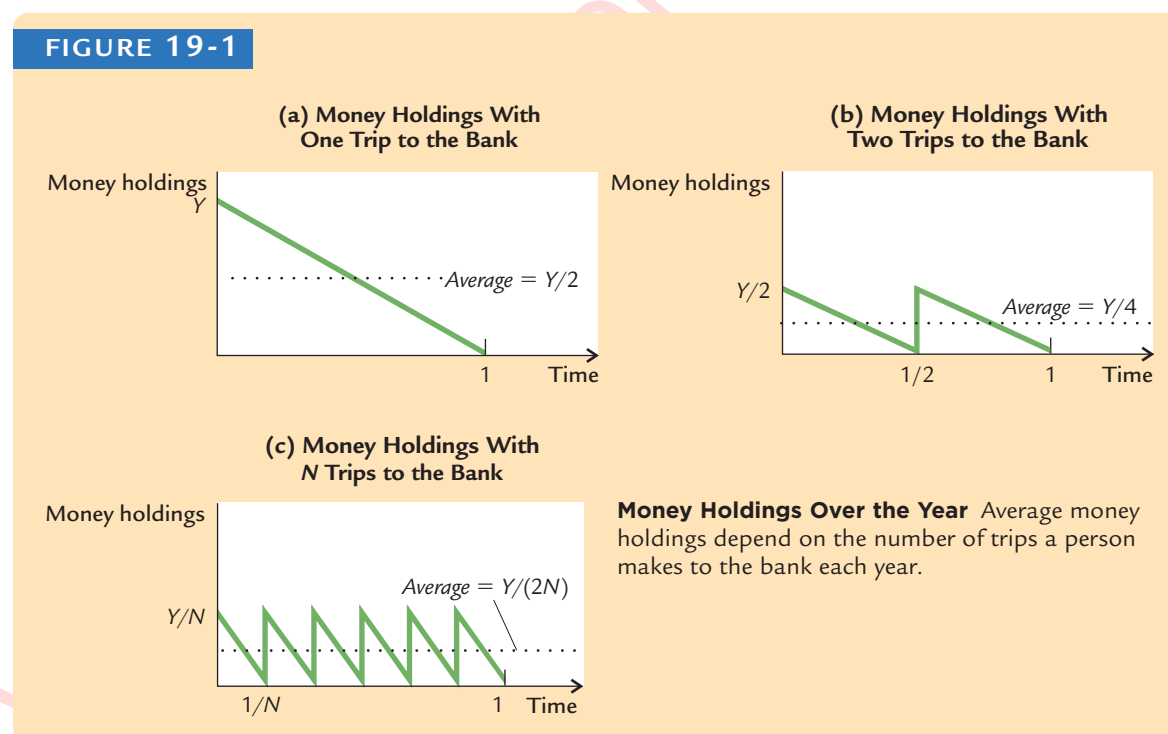 FIGURE 19-1
(a) Money Holdings With
One Trip to the Bank
Money holdings
Y
Average = Y/2
1
Time
(b) Money Holdings With
Two Trips to the Bank
Money holdings
Y/2
Average = Y/4
1/2
1
Time
(c) Money Holdings With
N Trips to the Bank
Money holdings
Average = Y/(2N)
Y/N
1/N
1
Time
Money Holdings Over the Year Average money
holdings depend on the number of trips a person
makes to the bank each year.